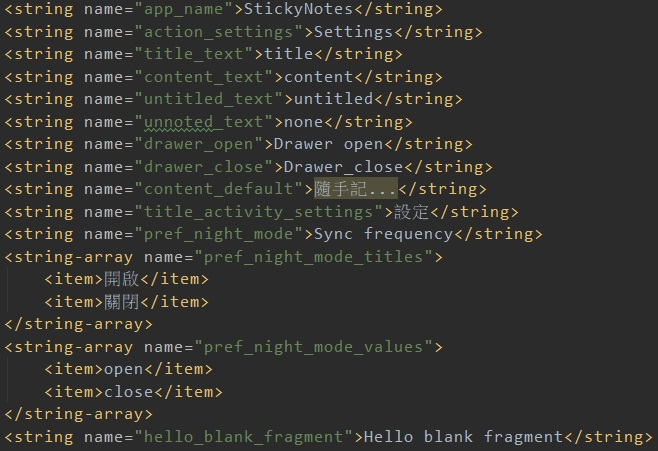 <string name="app_name">StickyNotes</string>
<string name="action_settings">Settings</string>
<string name="title_text">title</string>
<string name="content_text">content</string>
<string name="untitled_text">untitled</string>
<string name="unnoted_text">none</string>
<string name="drawer_open">Drawer open</string>
<string name="drawer_close">Drawer_close</string>
<string name="content_default">隨手記...</string>
<string name="title_activity_settings">設定</string>
<string name="pref_night_mode">Sync frequency</string>
<string-array name="pref_night_mode_titles">
<item>開啟</item>
<item>關閉</item>
</string-array>
<string-array name="pref_night_mode_values">
<item>open</item>
<item>close</item>
</string-array>
<string name="hello_blank_fragment">Hello blank fragment</string>